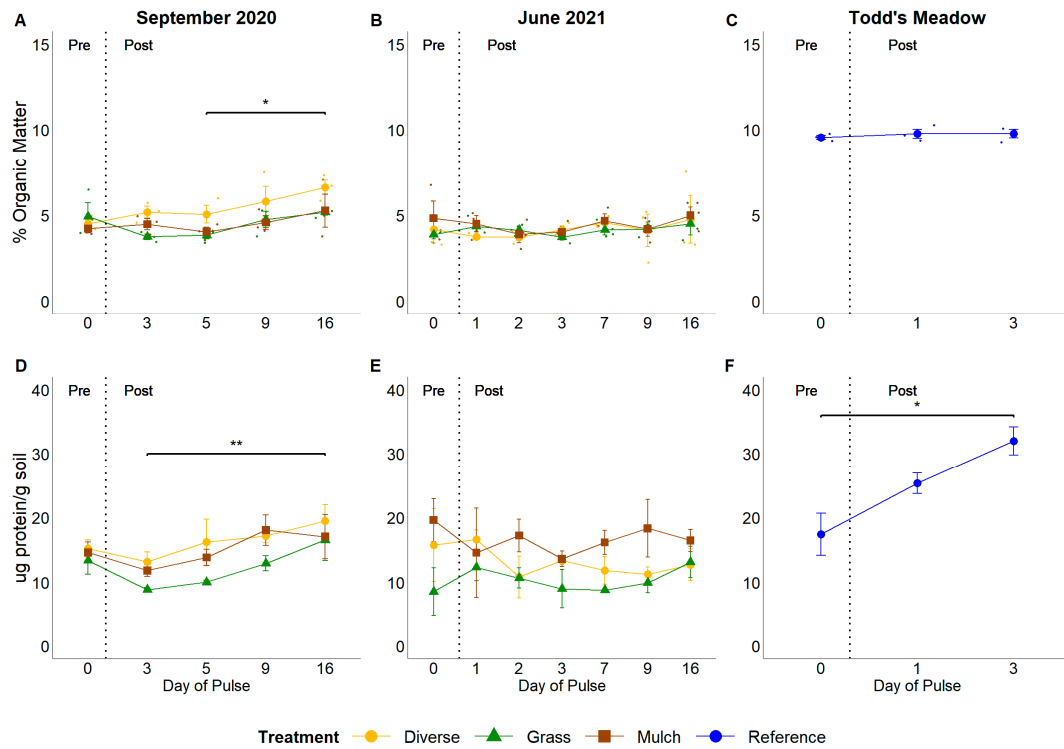 A September 2020 B June 2021 C Todd's Meadow
Pre Post Pre Post Pre Post
% Organic Matter
15
10
5
0
*
0 3 5 9 16
15
10
5
0
0 1 2 3 7 9 16
15
10
5
0
0 1 3
D E F
Pre Post Pre Post Pre Post
ug protein/g soil
40
30
20
10
0
**
0 3 5 9 16
Day of Pulse
40
30
20
10
0
0 1 2 3 7 9 16
Day of Pulse
40
30
20
10
0
*
0 1 3
Day of Pulse
Treatment Diverse Grass Mulch Reference